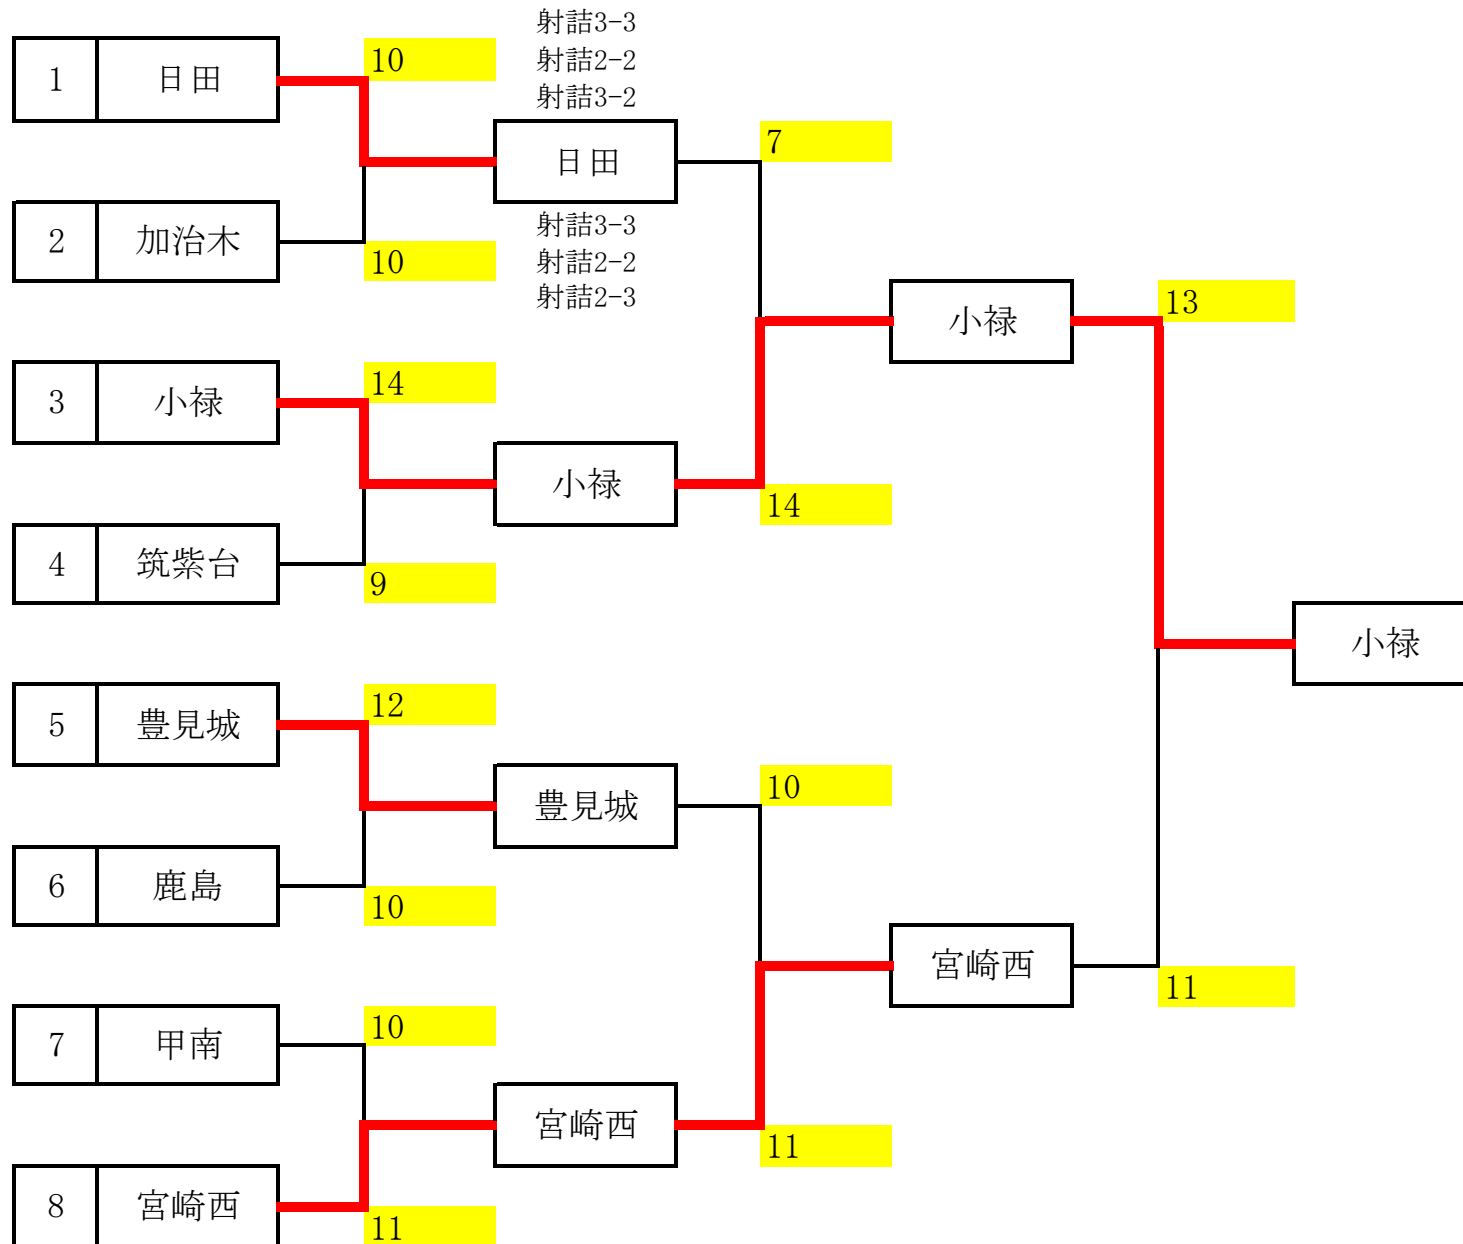 射詰3-3
10
射詰2-2
1 日田
射詰3-2
7
日田
2 加治木
射詰3-3
10
射詰2-2
射詰2-3
13
小禄
14
3 小禄
小禄
14
4 筑紫台
9
小禄
12
5 豊見城
10
豊見城
6 鹿島
10
宮崎西
11
10
7 甲南
宮崎西
11
8 宮崎西
11